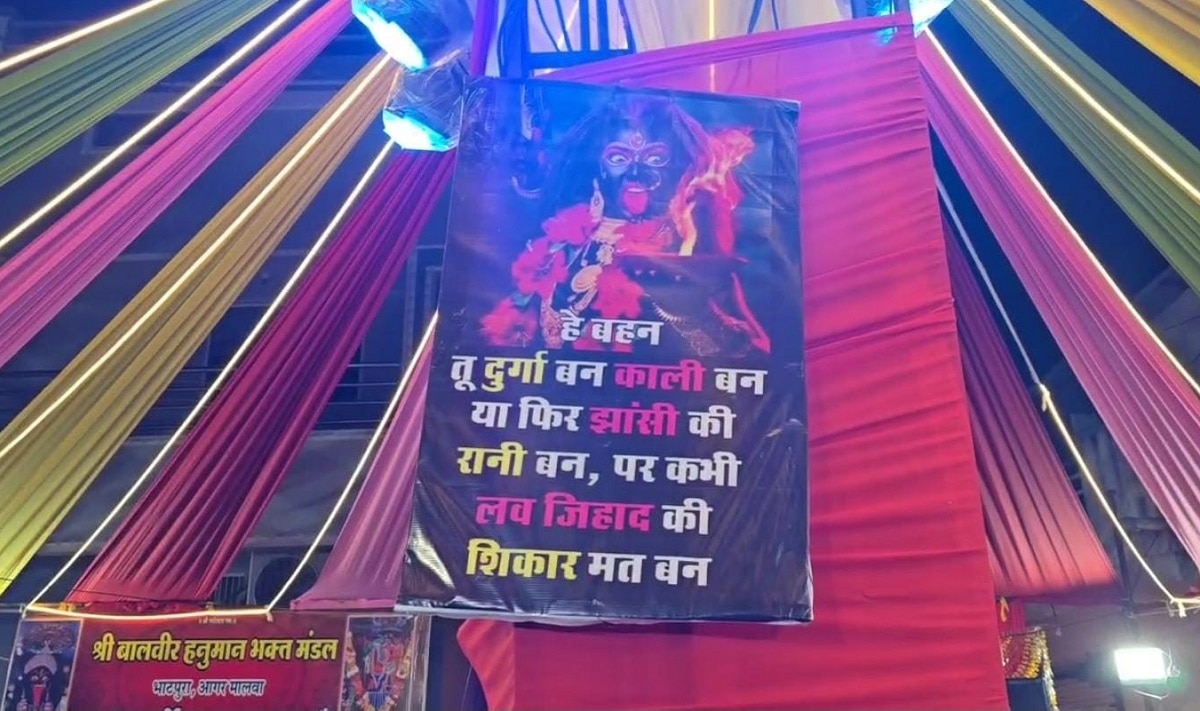 हे बहन
तू दुर्गा बन काली बन
या फिर झांसी की
रानी बन, पर कभी
लव जिहाद की
शिकार मत बन
श्री बालवीर हनुमान भक्त मंडल
भाटपुरा, आगर मालवा